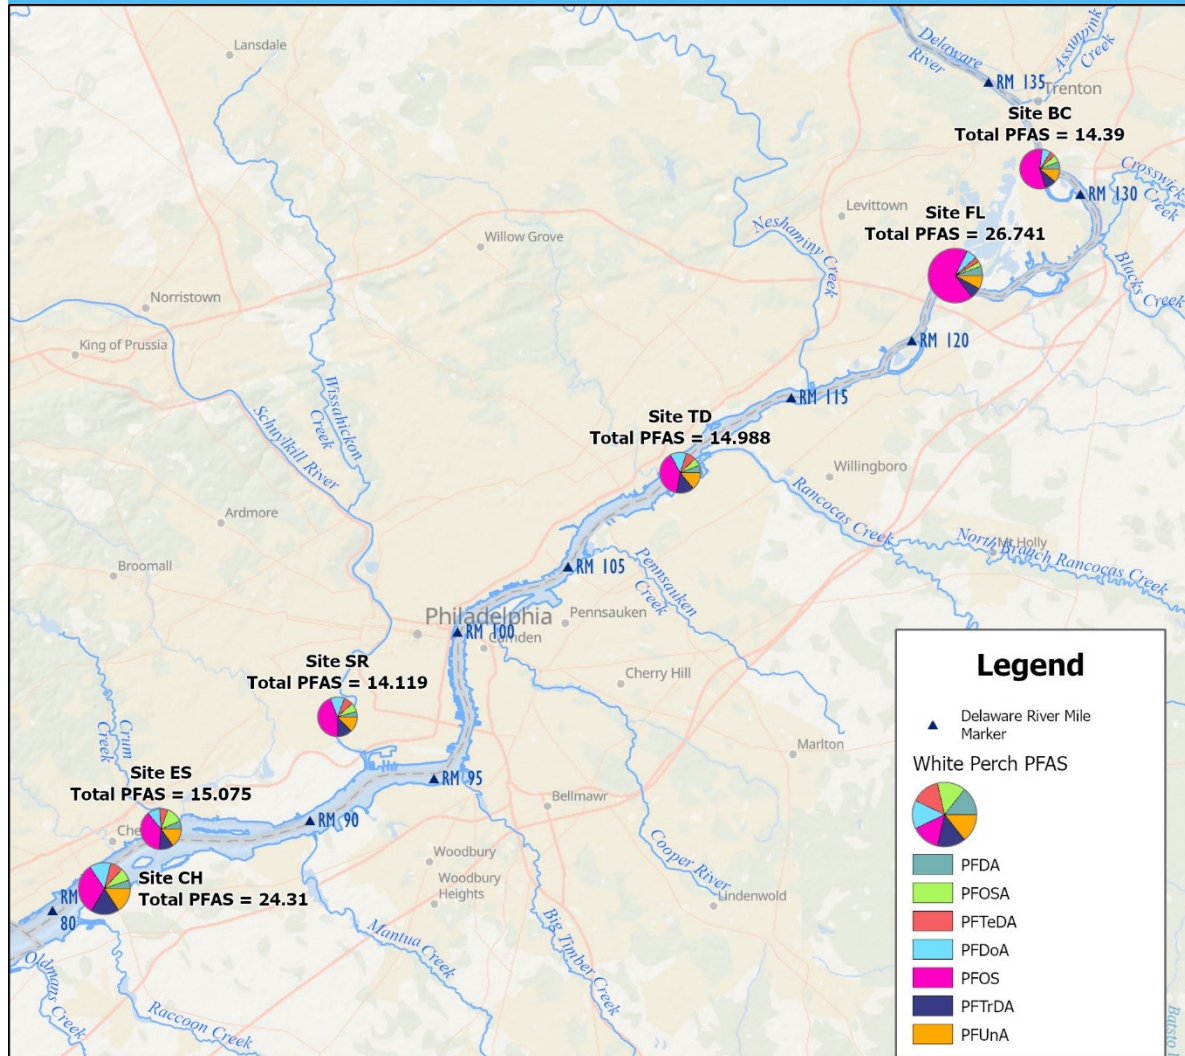 Lansdale
Delaware
River
Assunpink
Creek
RM 135
Trenton
Site BC
Total PFAS = 14.39
Crosswick
Creek
RM 130
Levittown
Site FL
Total PFAS = 26.741
Willow Grove
Neshaminy Creek
Blacks Creek
Norristown
King of Prussia
RM 120
Wissahickon
Creek
RM 115
Schuylkill River
Site TD
Total PFAS = 14.988
Willingboro
Rancocas Creek
Ardmore
North Branch Rancocas Creek
Mt Holly
Broomall
RM 105
Pennsauken
Creek
Philadelphia
Pennsauken
RM 100
Camden
Site SR
Total PFAS = 14.119
Cherry Hill
Crum
Creek
Marlton
Site ES
Total PFAS = 15.075
RM 95
Bellmawr
RM 90
Che
Cooper River
Woodbury
Woodbury
Heights
Site CH
Total PFAS = 24.31
RM
80
Lindenwold
Mantua Creek
Big Timber Creek
Oldmans Creek
Raccoon Creek
Legend
Delaware River Mile
Marker
White Perch PFAS
PFDA
PFOSA
PFTeDA
PFDoA
PFOS
PFTrDA
PFUnA
Batsto